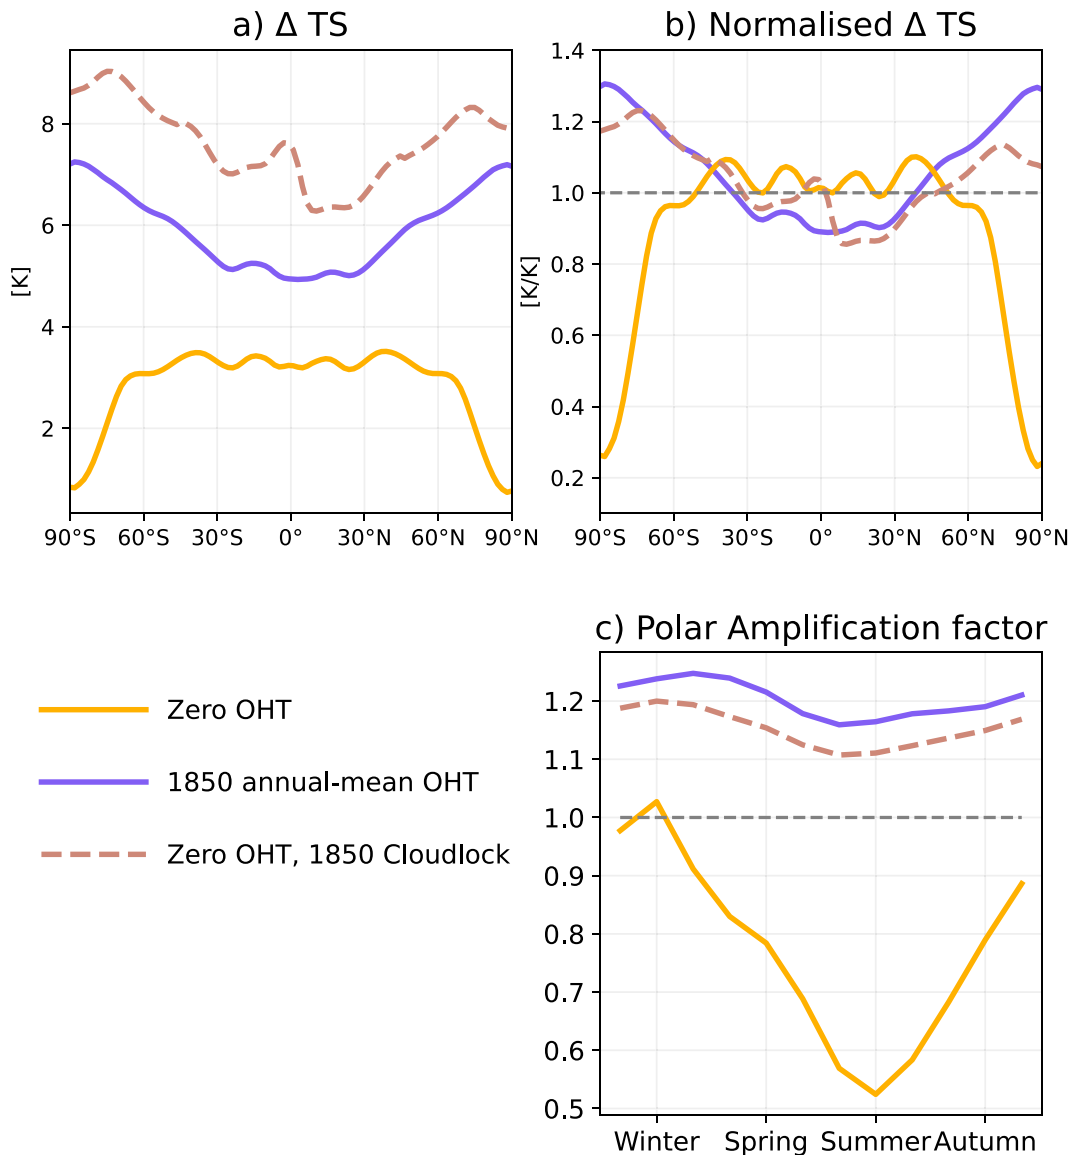 a) Δ TS
b) Normalised Δ TS
[K]
8
6
4
2
90°S 60°S 30°S 0° 30°N 60°N 90°N
[K/K]
1.4
1.2
1.0
0.8
0.6
0.4
0.2
90°S 60°S 30°S 0° 30°N 60°N 90°N
Zero OHT
1850 annual-mean OHT
Zero OHT, 1850 Cloudlock
c) Polar Amplification factor
1.2
1.1
1.0
0.9
0.8
0.7
0.6
0.5
Winter Spring Summer Autumn